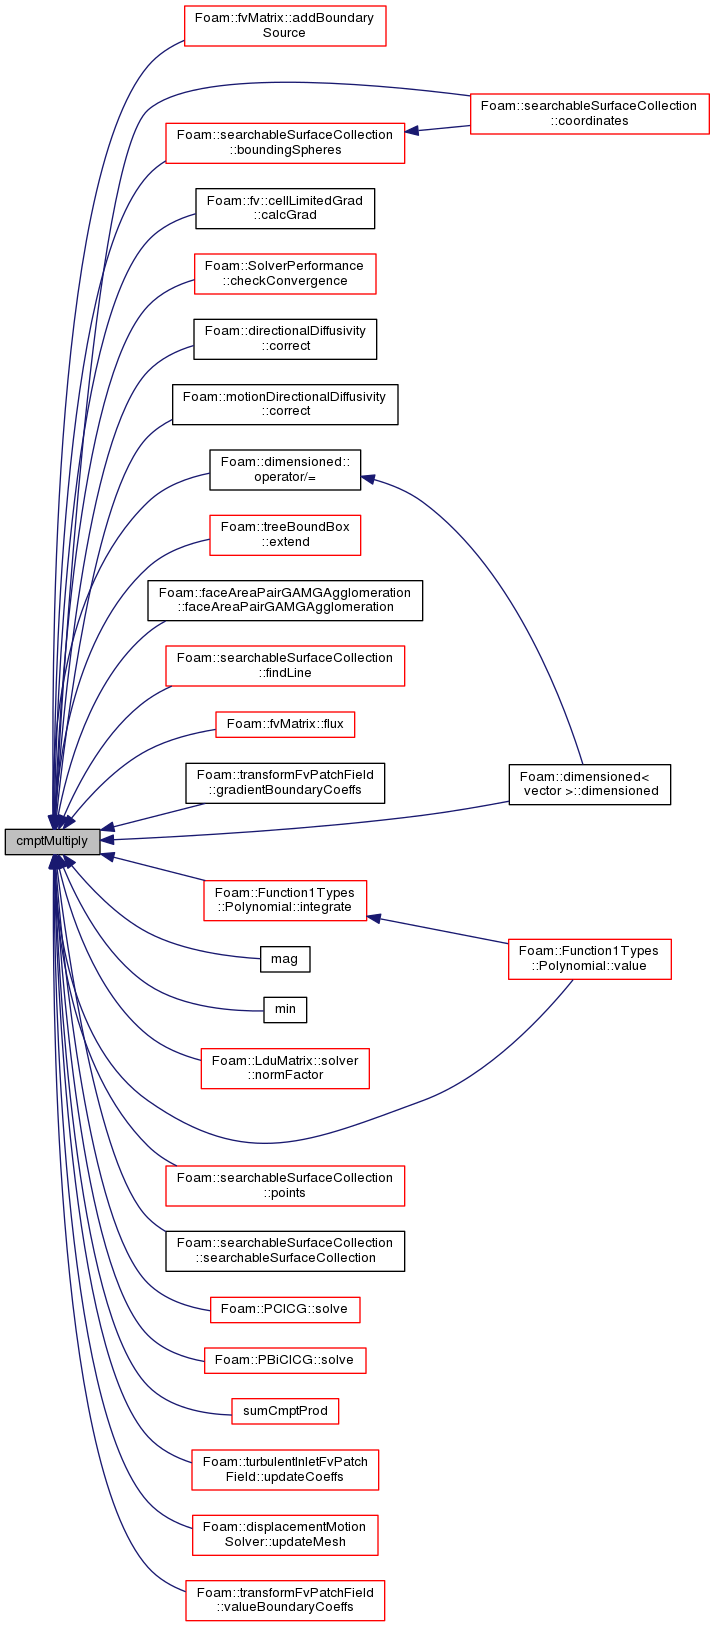 Foam::fvMatrix::addBoundary
Source
Foam::searchableSurfaceCollection
::coordinates
Foam::searchableSurfaceCollection
::boundingSpheres
Foam::fv::cellLimitedGrad
::calcGrad
Foam::SolverPerformance
::checkConvergence
Foam::directionalDiffusivity
::correct
Foam::motionDirectionalDiffusivity
::correct
Foam::dimensioned::
operator/=
Foam::treeBoundBox
::extend
Foam::faceAreaPairGAMGAgglomeration
::faceAreaPairGAMGAgglomeration
Foam::searchableSurfaceCollection
::findLine
Foam::fvMatrix::flux
Foam::transformFvPatchField
::gradientBoundaryCoeffs
Foam::dimensioned<
vector >::dimensioned
cmptMultiply
Foam::Function1Types
::Polynomial::integrate
Foam::Function1Types
::Polynomial::value
mag
min
Foam::LduMatrix::solver
::normFactor
Foam::searchableSurfaceCollection
::points
Foam::searchableSurfaceCollection
::searchableSurfaceCollection
Foam::PCICG::solve
Foam::PBiCICG::solve
sumCmptProd
Foam::turbulentInletFvPatch
Field::updateCoeffs
Foam::displacementMotion
Solver::updateMesh
Foam::transformFvPatchField
::valueBoundaryCoeffs